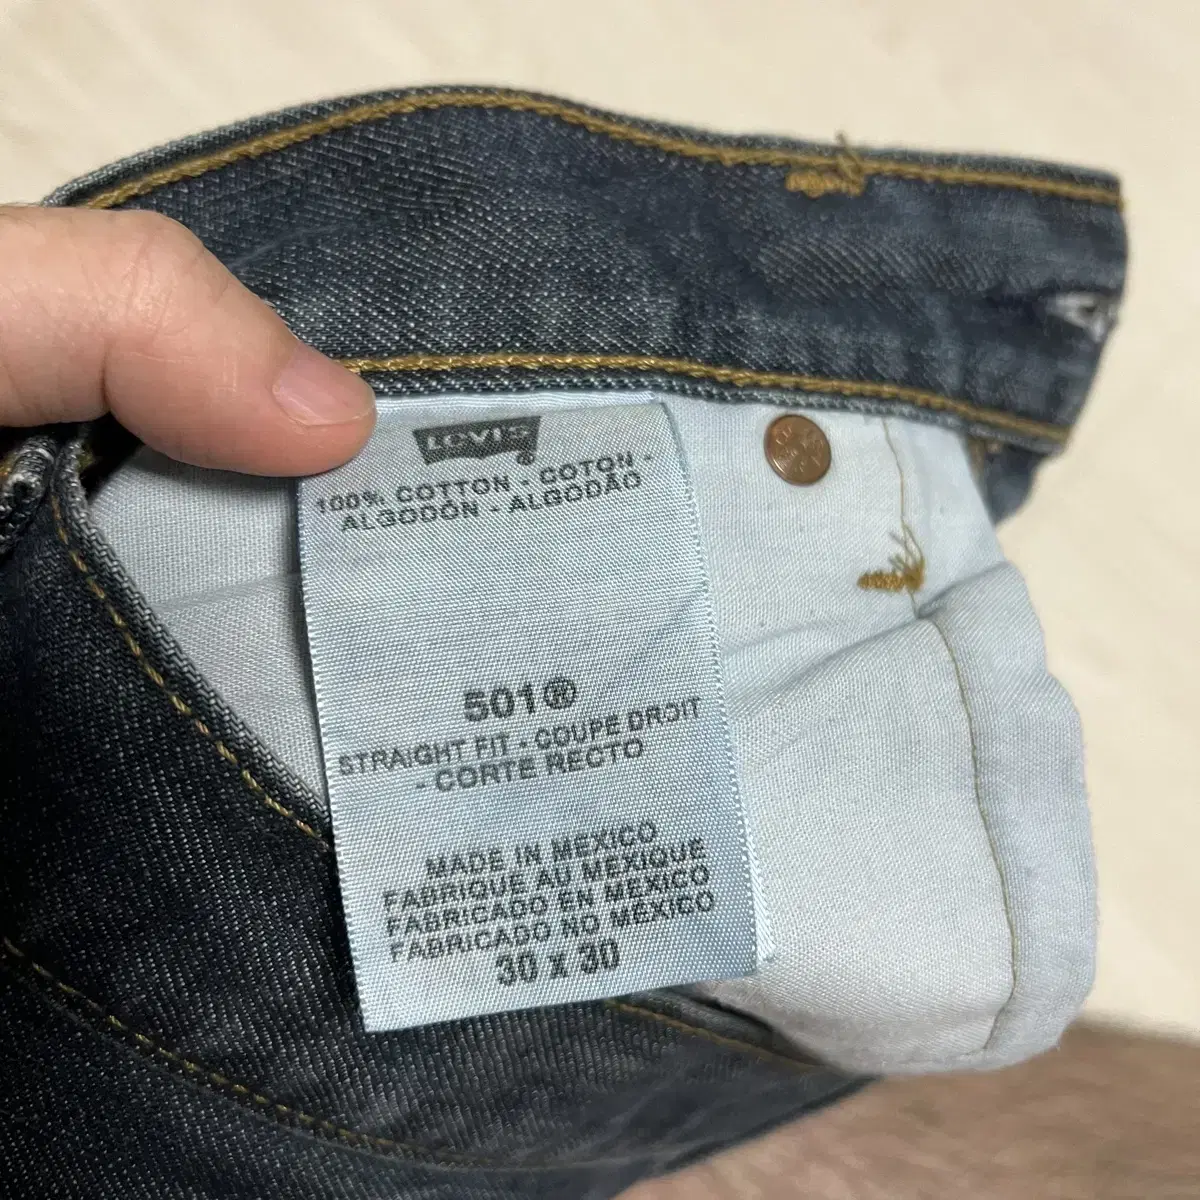 LEVI'S
100% COTTON - COTON -
ALGODÓN - ALGODÃO
501®
STRAIGHT FIT - COUPE DROIT
- CORTE RECTO
MADE IN MEXICO
FABRIQUE AU MEXIQUE
FABRICADO EN MEXICO
FABRICADO NO MÉXICO
30 X 30